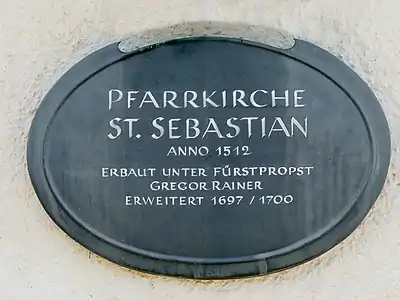 PFARRKIRCHE
ST. SEBASTIAN
ANNO 1512
ERBAUT UNTER FÜRSTPROPST
GREGOR RAINER
ERWEITERT 1697 / 1700